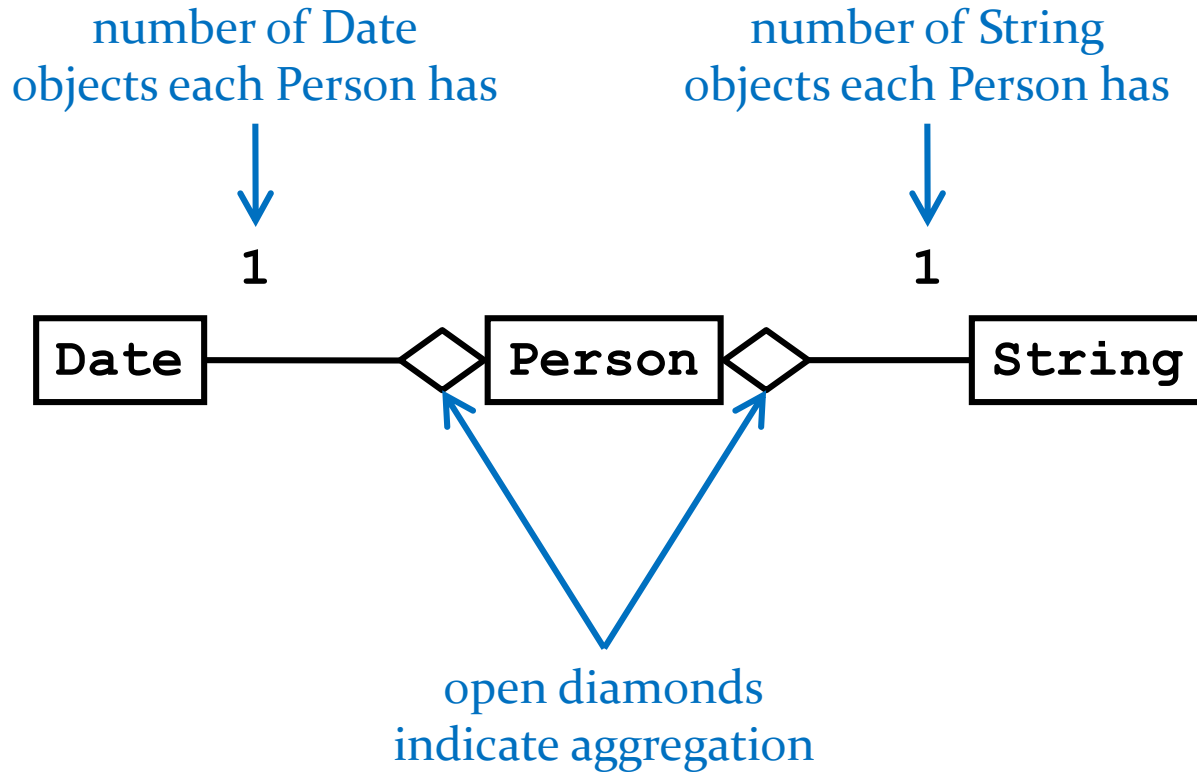 number of Date
objects each Person has
number of String
objects each Person has
1
1
Date
Person
String
open diamonds
indicate aggregation